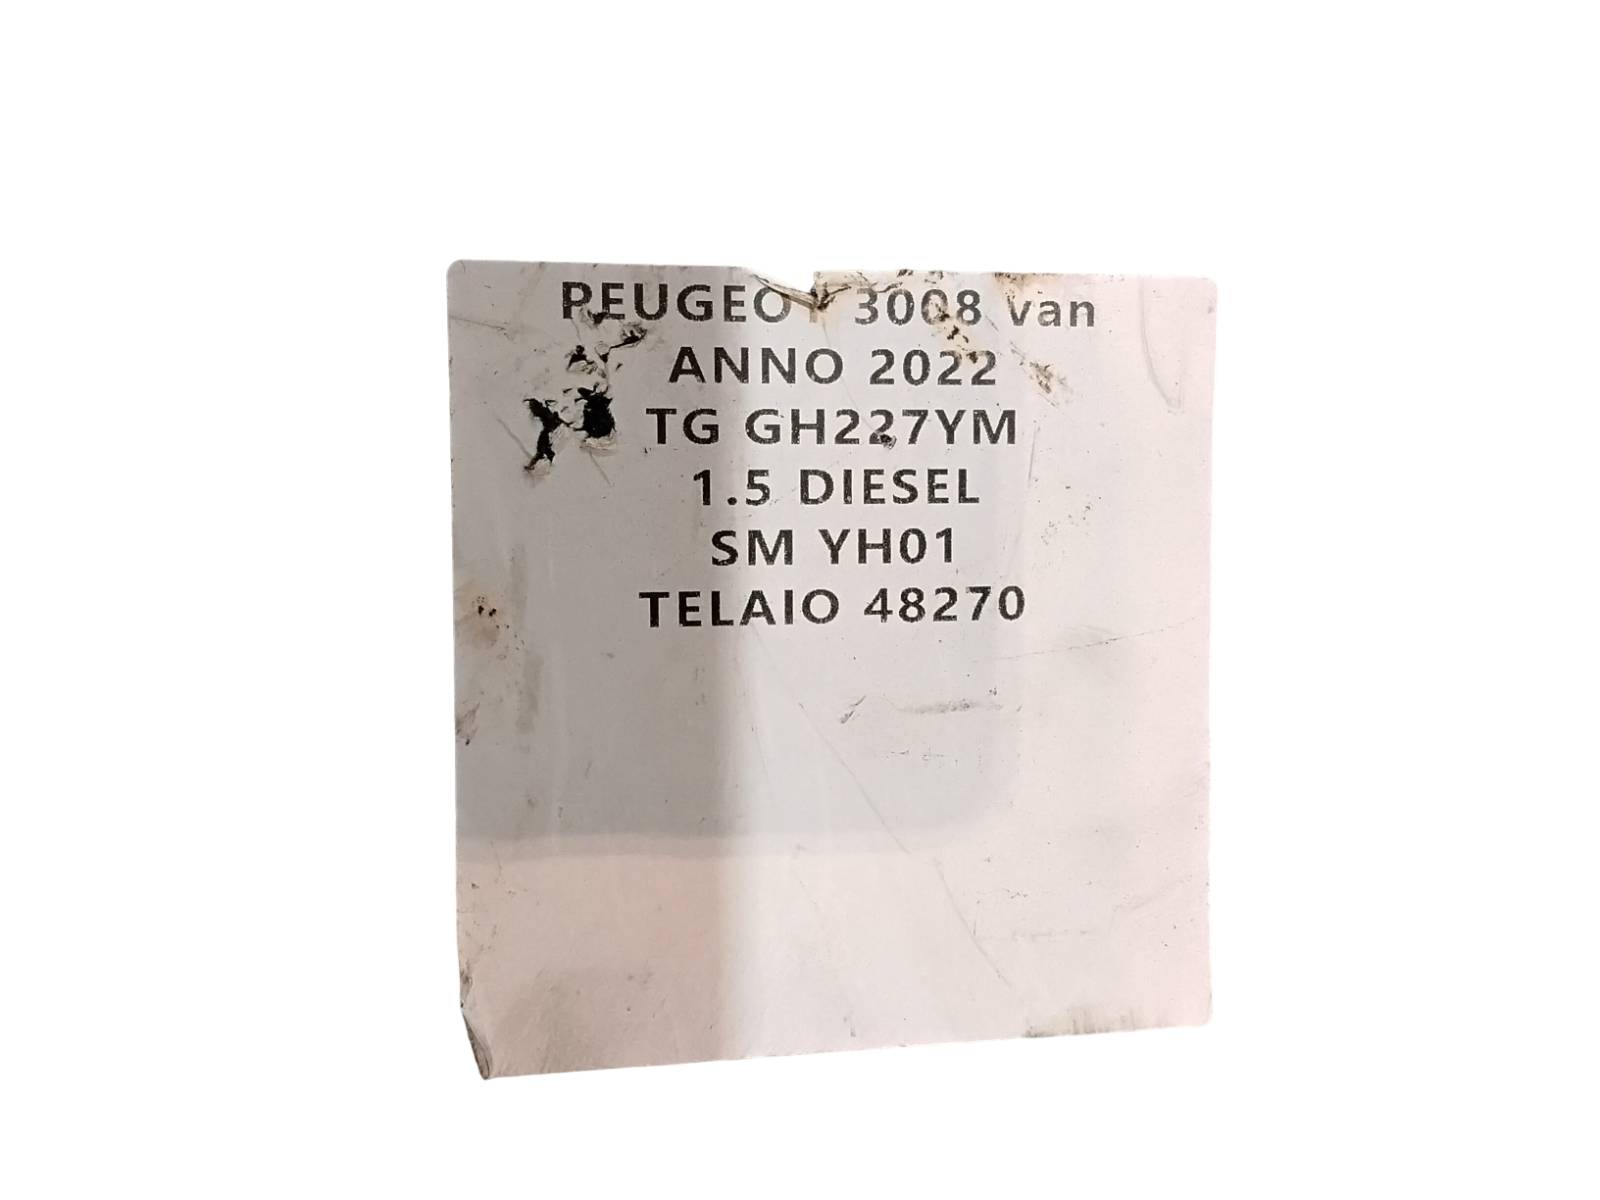 PEUGEOT 3008 van
ANNO 2022
TG GH227YM
1.5 DIESEL
SM YH01
TELAIO 48270